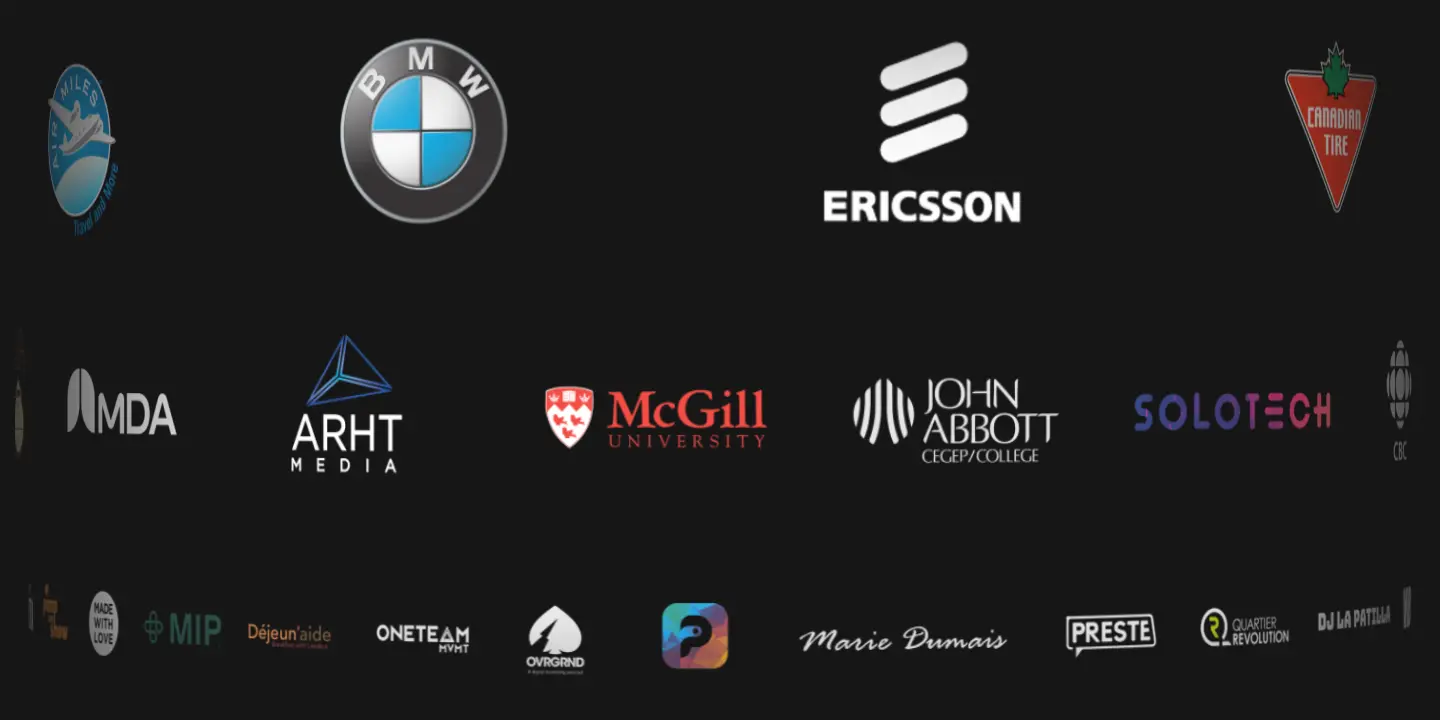 AIR MILES
Travel and More
BMW
ERICSSON
CANADIAN
TIRE
MDA
ARHT
MEDIA
McGill
UNIVERSITY
JOHN
ABBOTT
CEGEP/COLLEGE
SOLOTECH
CBC
MADE
WITH
LOVE
MIP
Déjeun'aide
ONETEAM
MVMT
OVRGRND
P
Marie Dumais
PRESTE
QUARTIER
RÉVOLUTION
DJ LA PATILLA